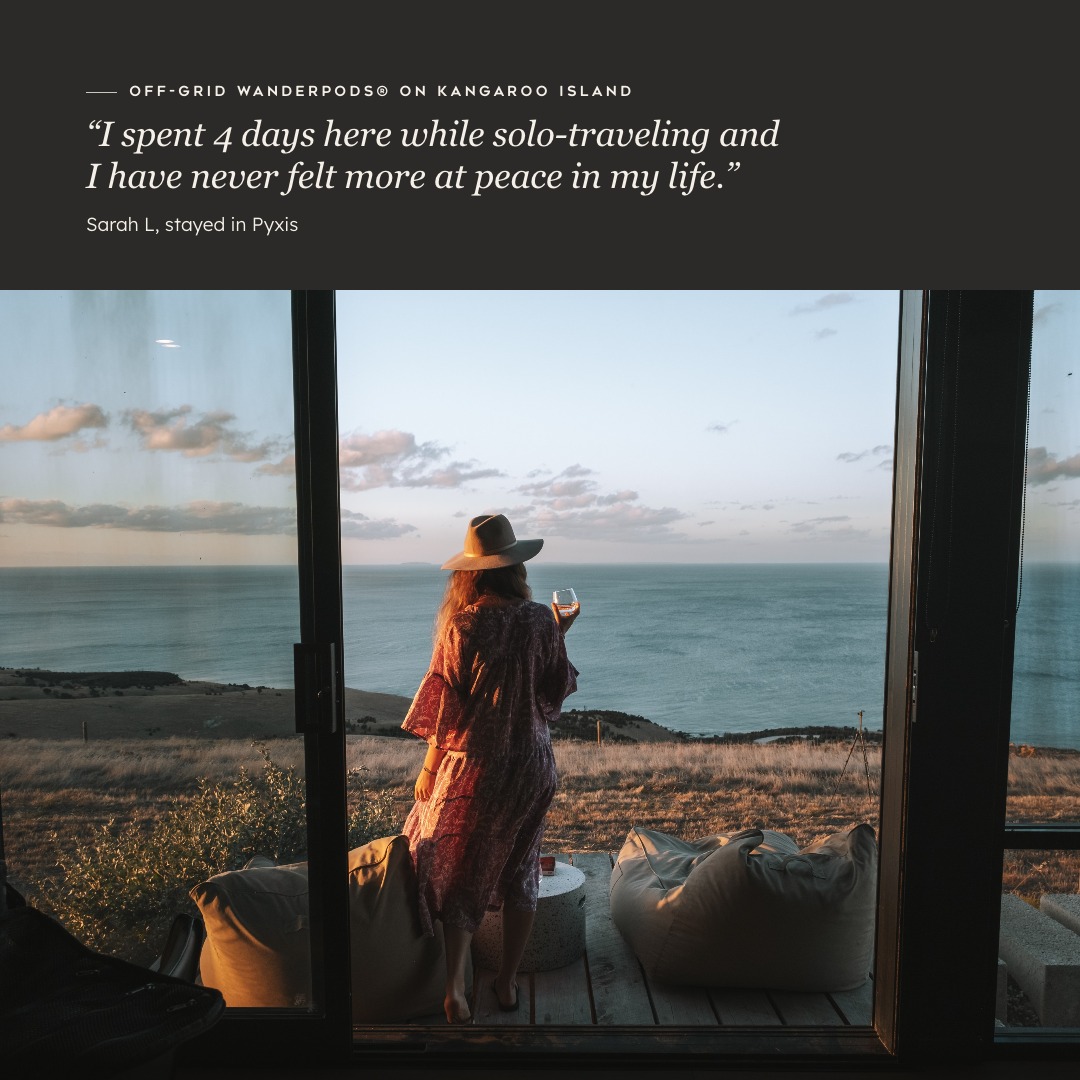 OFF-GRID WANDERPODS® ON KANGAROO ISLAND
“I spent 4 days here while solo-traveling and
I have never felt more at peace in my life.”
Sarah L, stayed in Pyxis